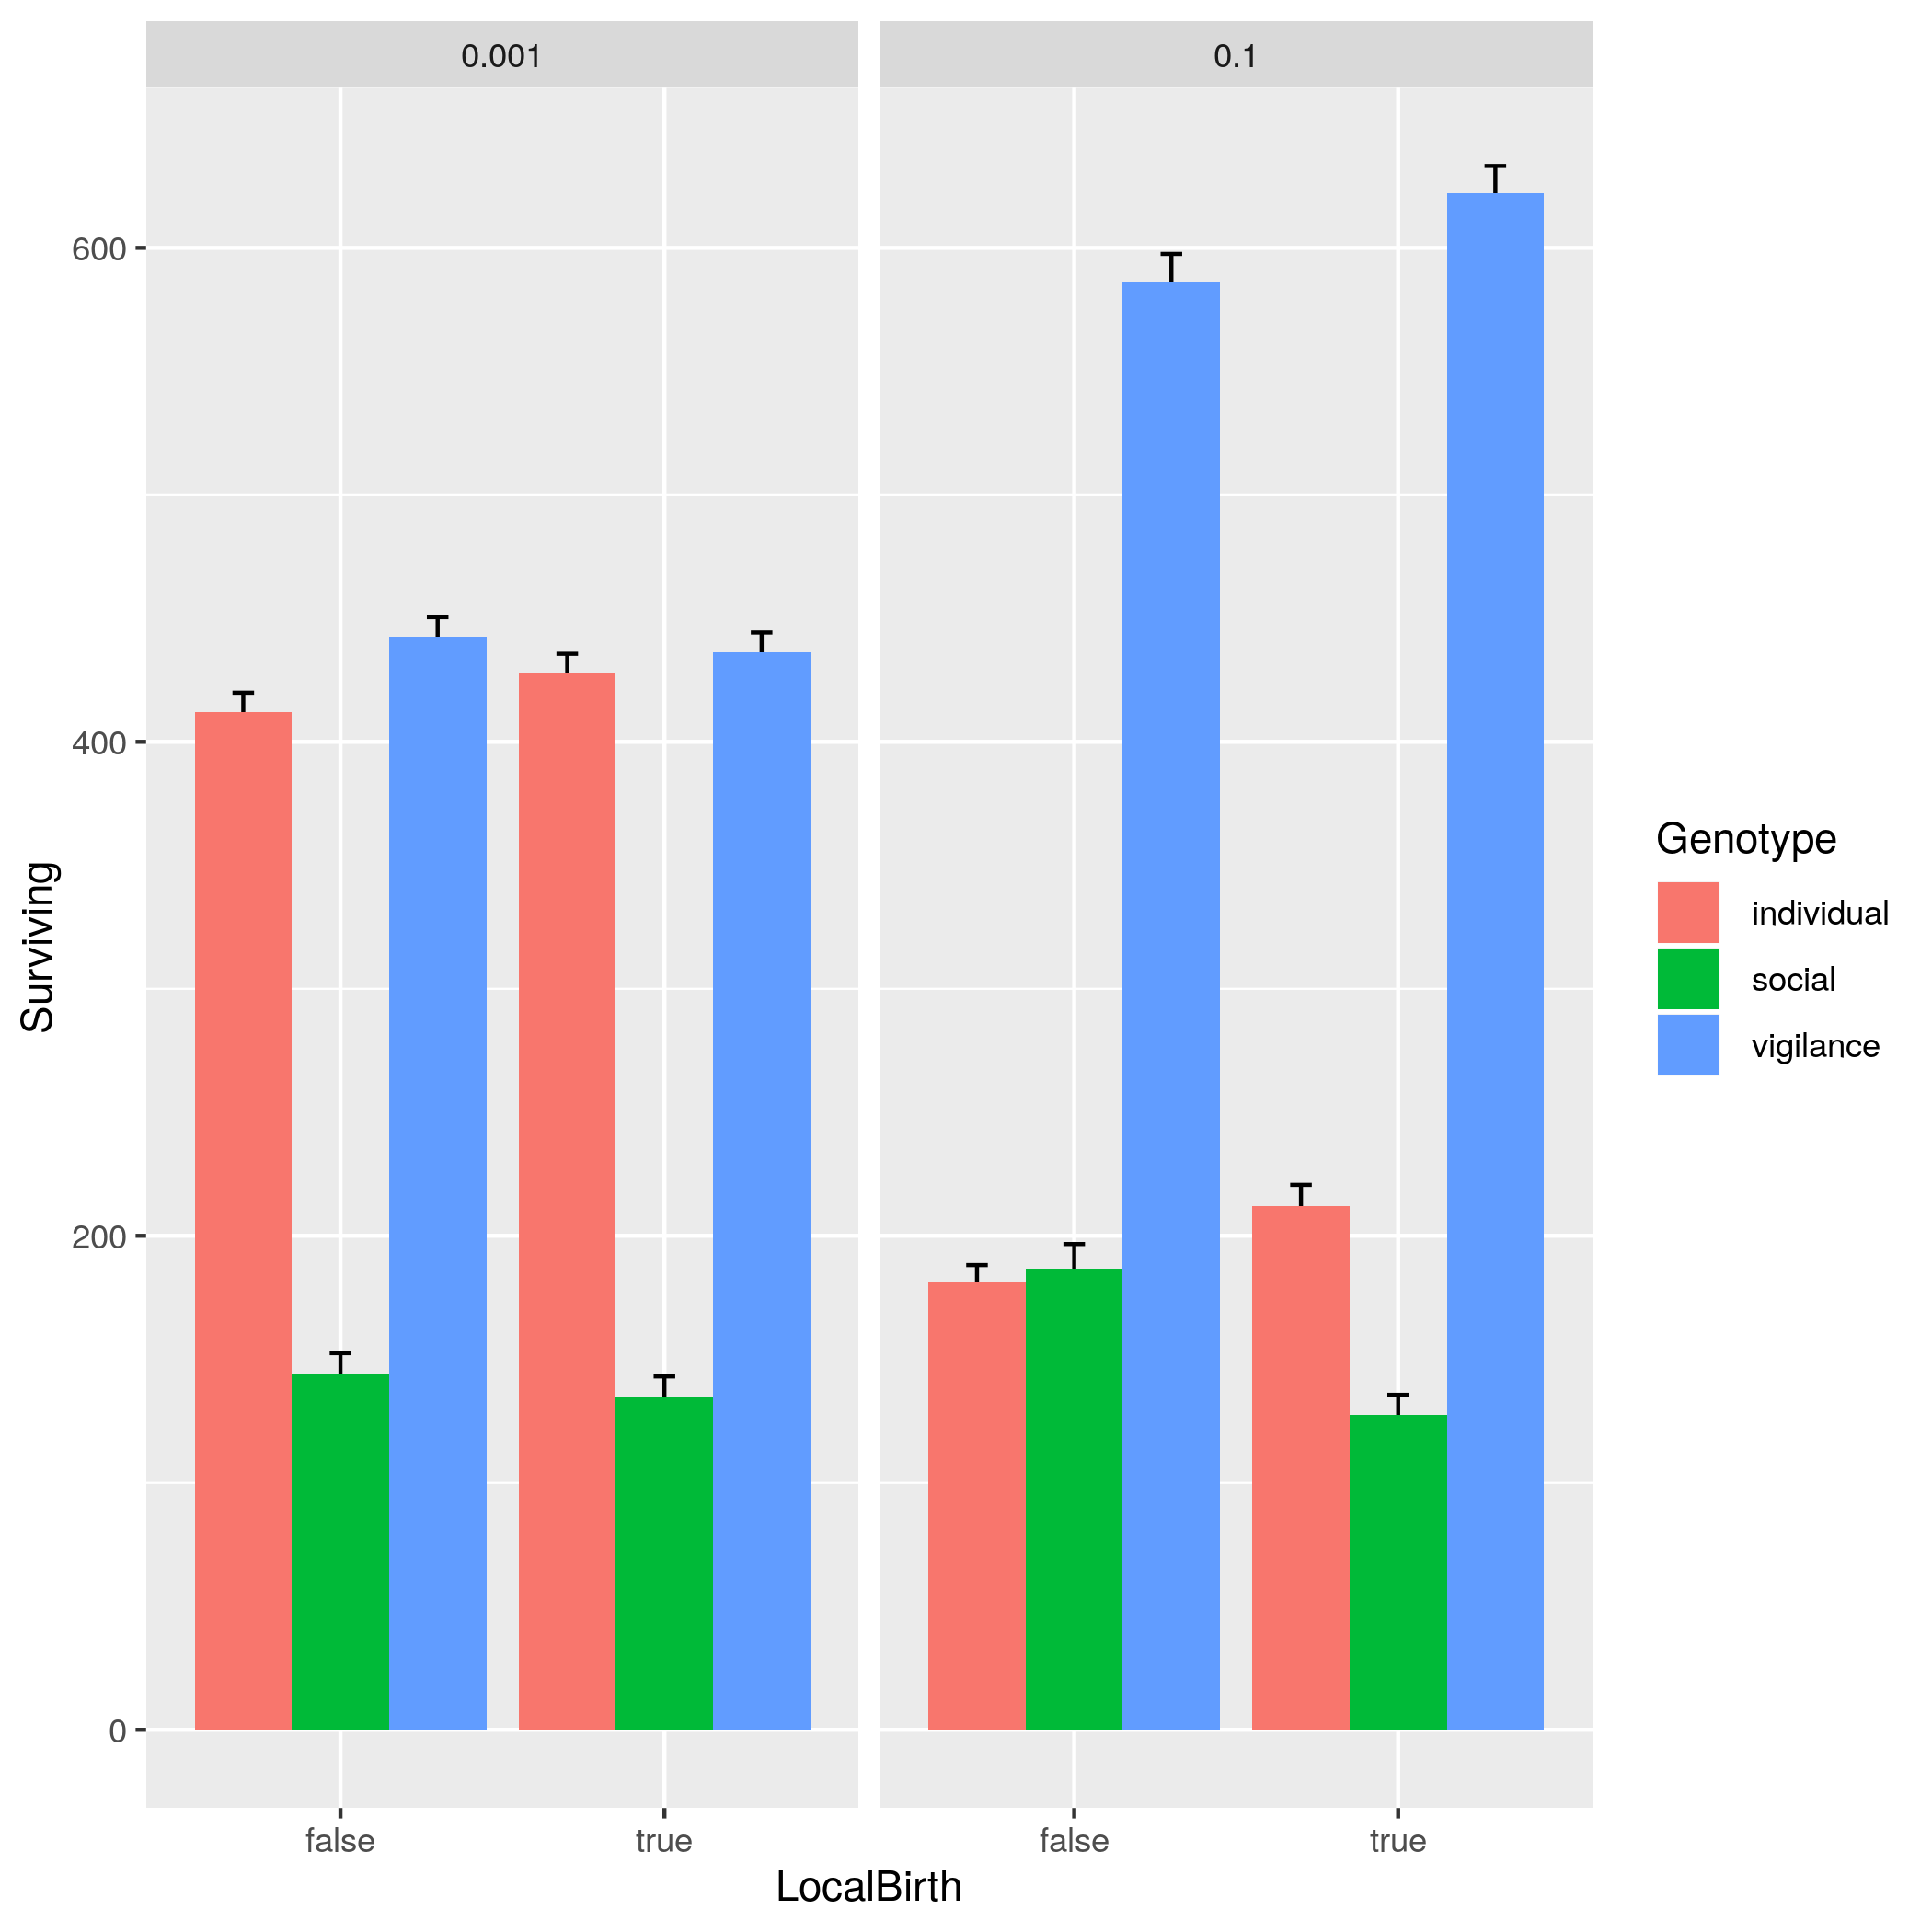 0.001
0.1
Surviving
600
400
200
0
false
true
false
true
LocalBirth
Genotype
individual
social
vigilance